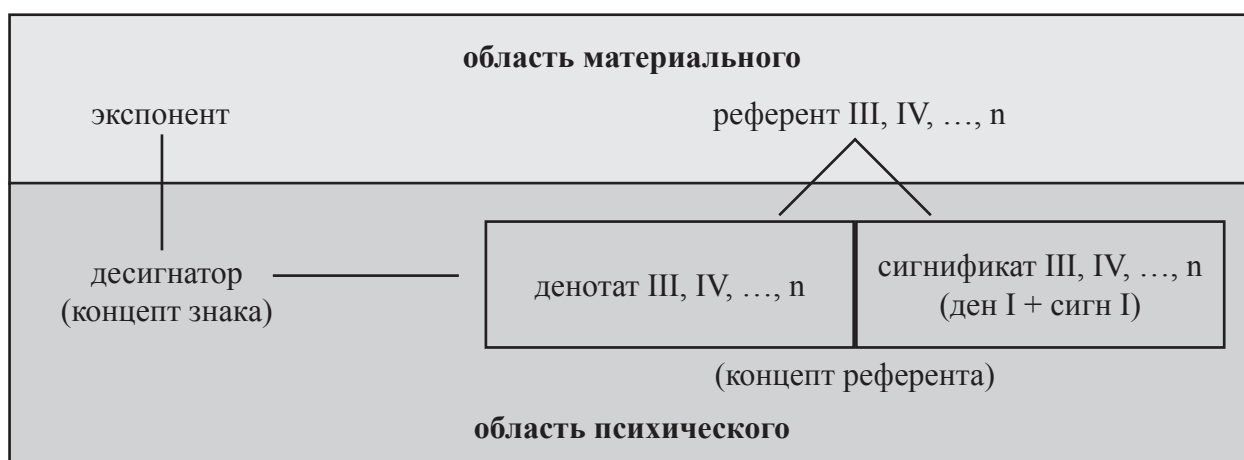 область материального
экспонент
референт III, IV, …, n
десигнатор
(концепт знака)
денотат III, IV, …, n
сигнификат III, IV, …, n
(ден I + сигн I)
(концепт референта)
область психического